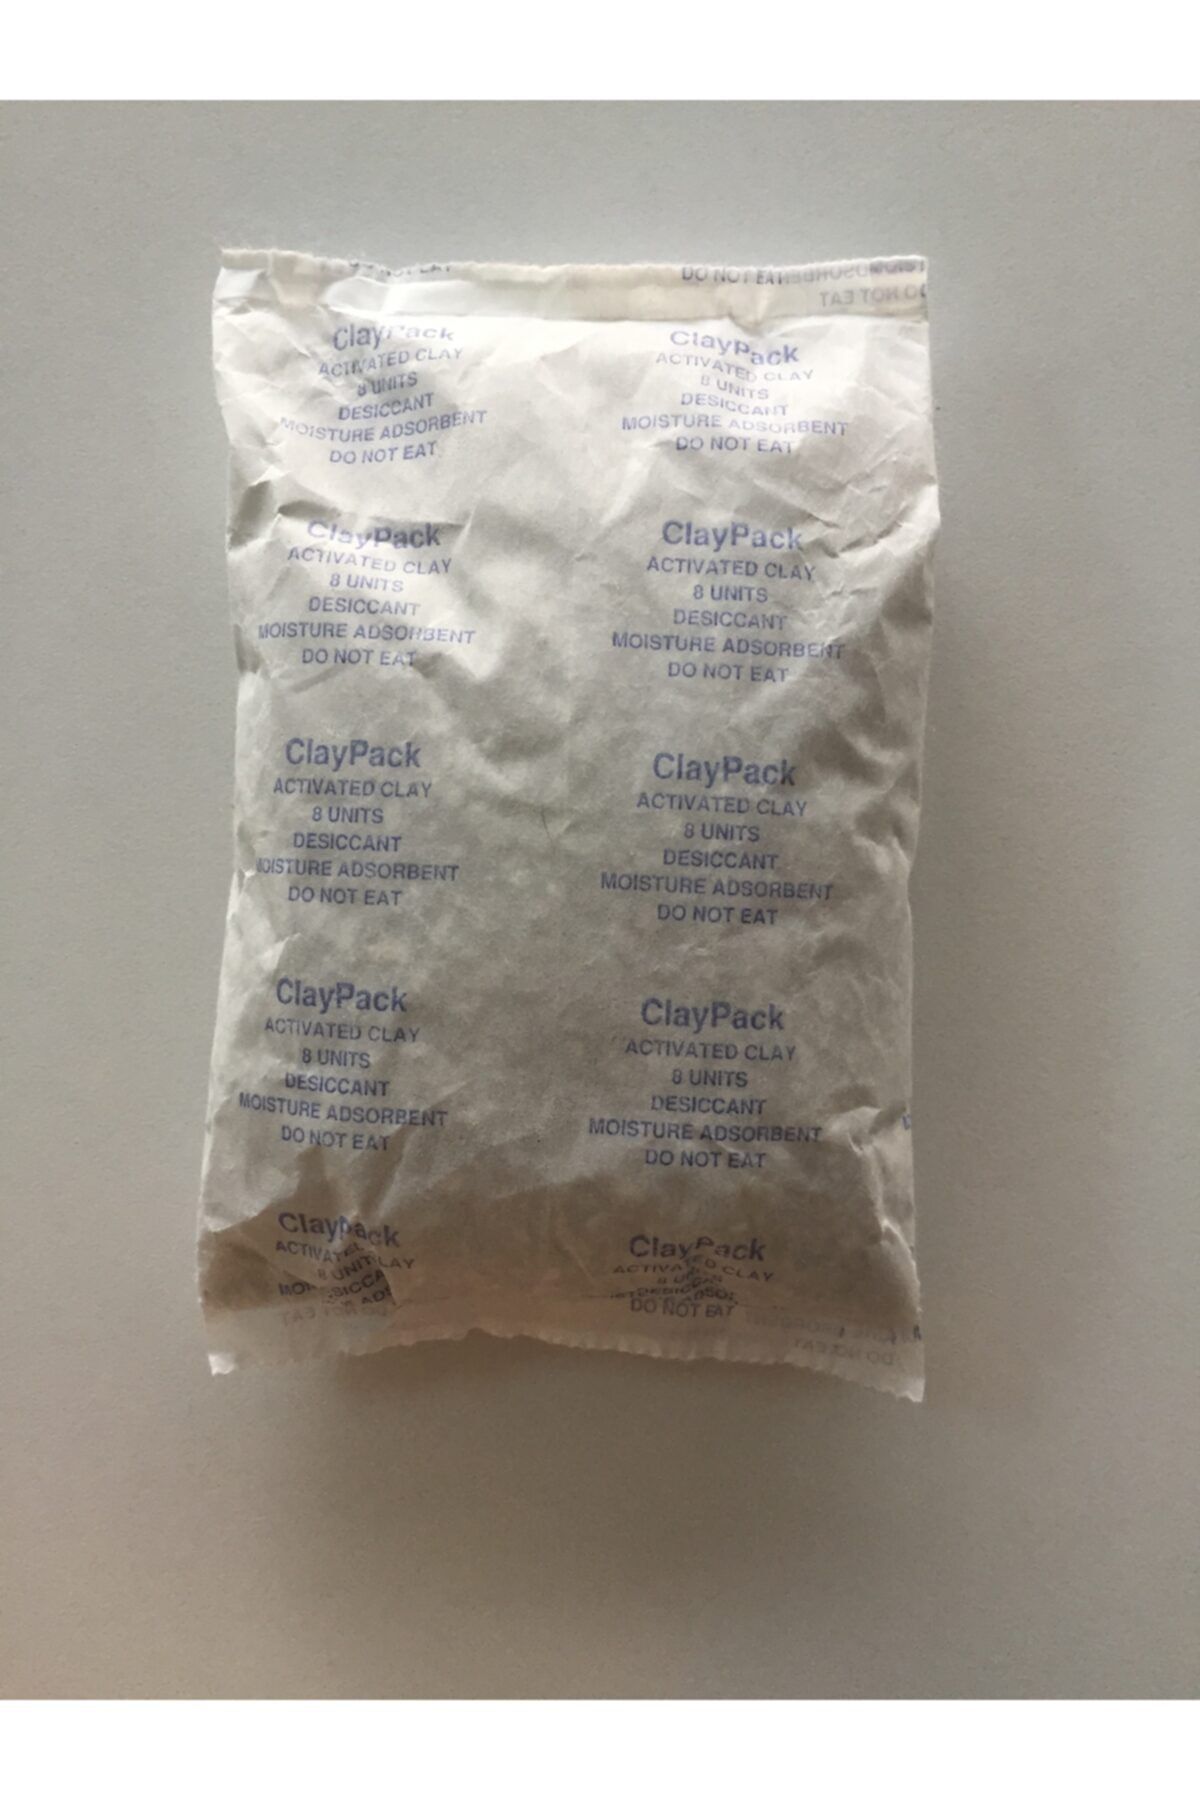 DO NOT EAT
DO NOT EAT
ClayPack
ACTIVATED CLAY
8 UNITS
DESICCANT
MOISTURE ADSORBENT
DO NOT EAT
ClayPack
ACTIVATED CLAY
8 UNITS
DESICCANT
MOISTURE ADSORBENT
DO NOT EAT
ClayPack
ACTIVATED CLAY
8 UNITS
DESICCANT
MOISTURE ADSORBENT
DO NOT EAT
ClayPack
ACTIVATED CLAY
8 UNITS
DESICCANT
MOISTURE ADSORBENT
DO NOT EAT
ClayPack
ACTIVATED CLAY
8 UNITS
DESICCANT
MOISTURE ADSORBENT
DO NOT EAT
ClayPack
ACTIVATED CLAY
8 UNITS
DESICCANT
MOISTURE ADSORBENT
DO NOT EAT
ClayPack
ACTIVATED CLAY
8 UNITS
DESICCANT
MOISTURE ADSORBENT
DO NOT EAT
ClayPack
ACTIVATED CLAY
8 UNITS
DESICCANT
MOISTURE ADSORBENT
DO NOT EAT
ClayPack
ClayPack
CLAY
DO NOT EAT